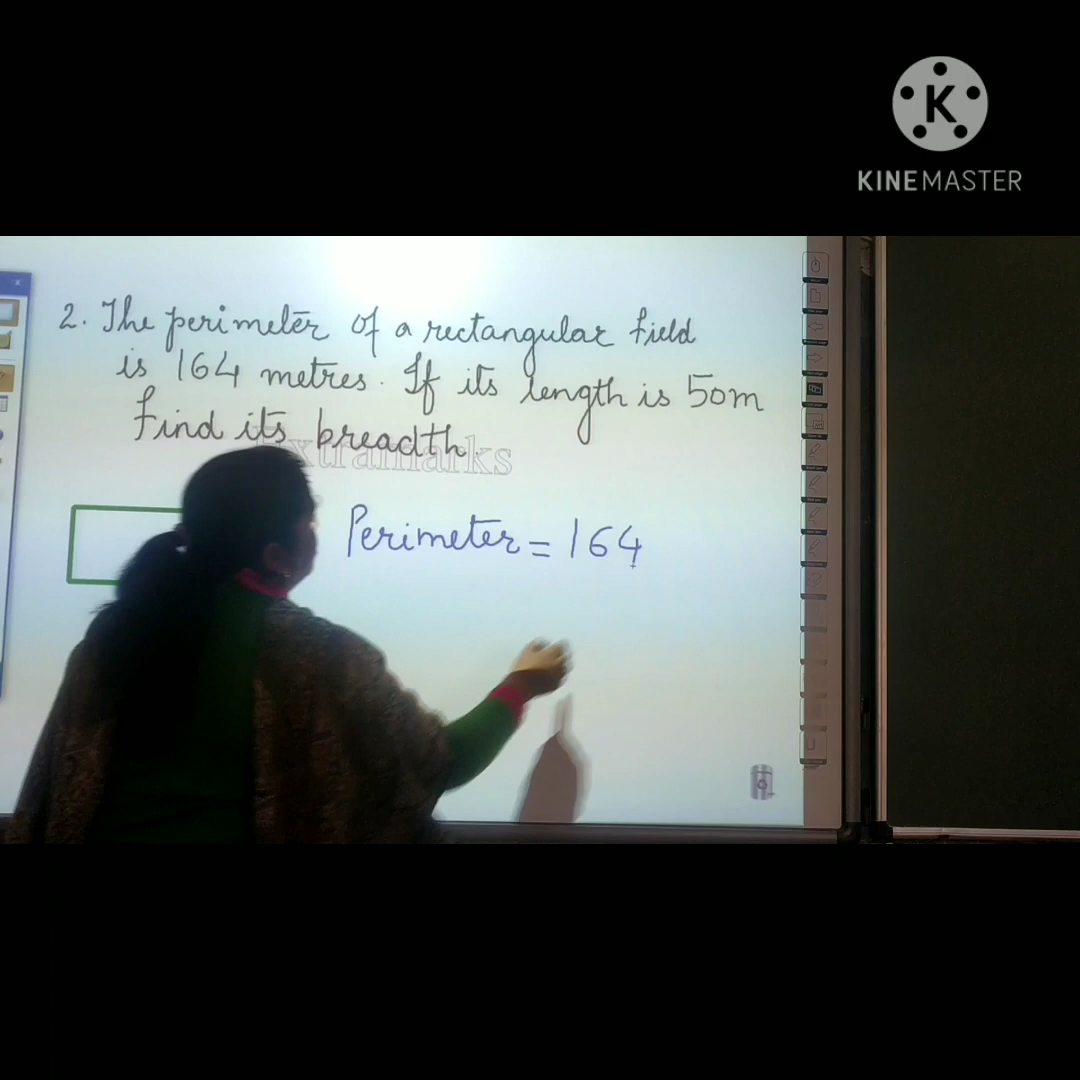 KINEMASTER
2. The perimeter of a rectangular field
is 164 metres. If its length is 50m
find its breadth.
Extramarks
Perimeter = 164